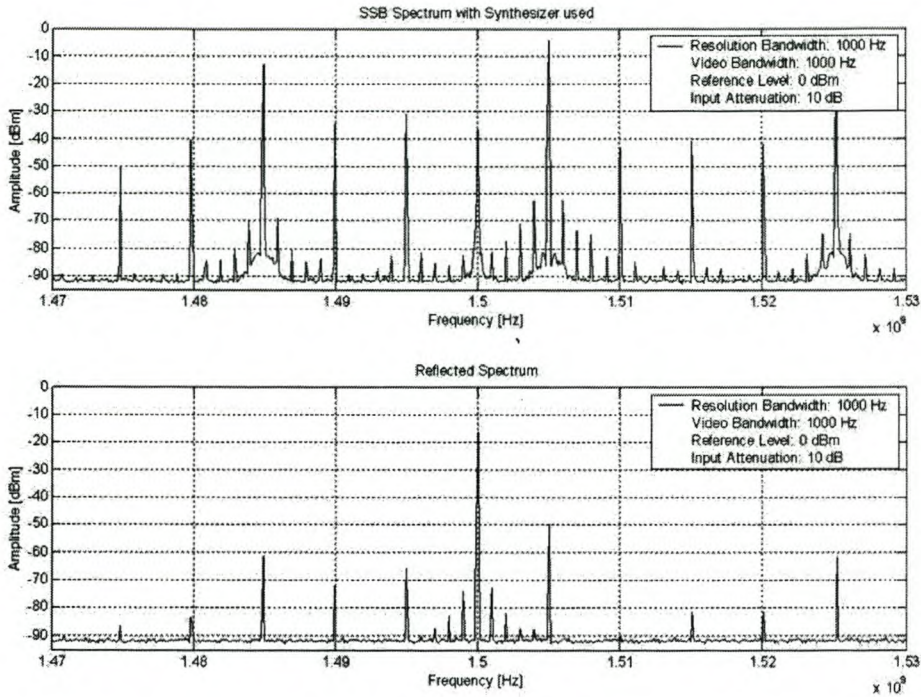 SSB Spectrum with Synthesizer used
Resolution Bandwidth: 1000 Hz
Video Bandwidth: 1000 Hz
Reference Level: 0 dBm
Input Attenuation: 10 dB
Amplitude [dBm]
0
-10
-20
-30
-40
-50
-60
-70
-80
-90
1.47 1.48 1.49 1.5 1.51 1.52 1.53
Frequency [Hz]
x 10^9
Reflected Spectrum
Resolution Bandwidth: 1000 Hz
Video Bandwidth: 1000 Hz
Reference Level: 0 dBm
Input Attenuation: 10 dB
Amplitude [dBm]
0
-10
-20
-30
-40
-50
-60
-70
-80
-90
1.47 1.48 1.49 1.5 1.51 1.52 1.53
Frequency [Hz]
x 10^9